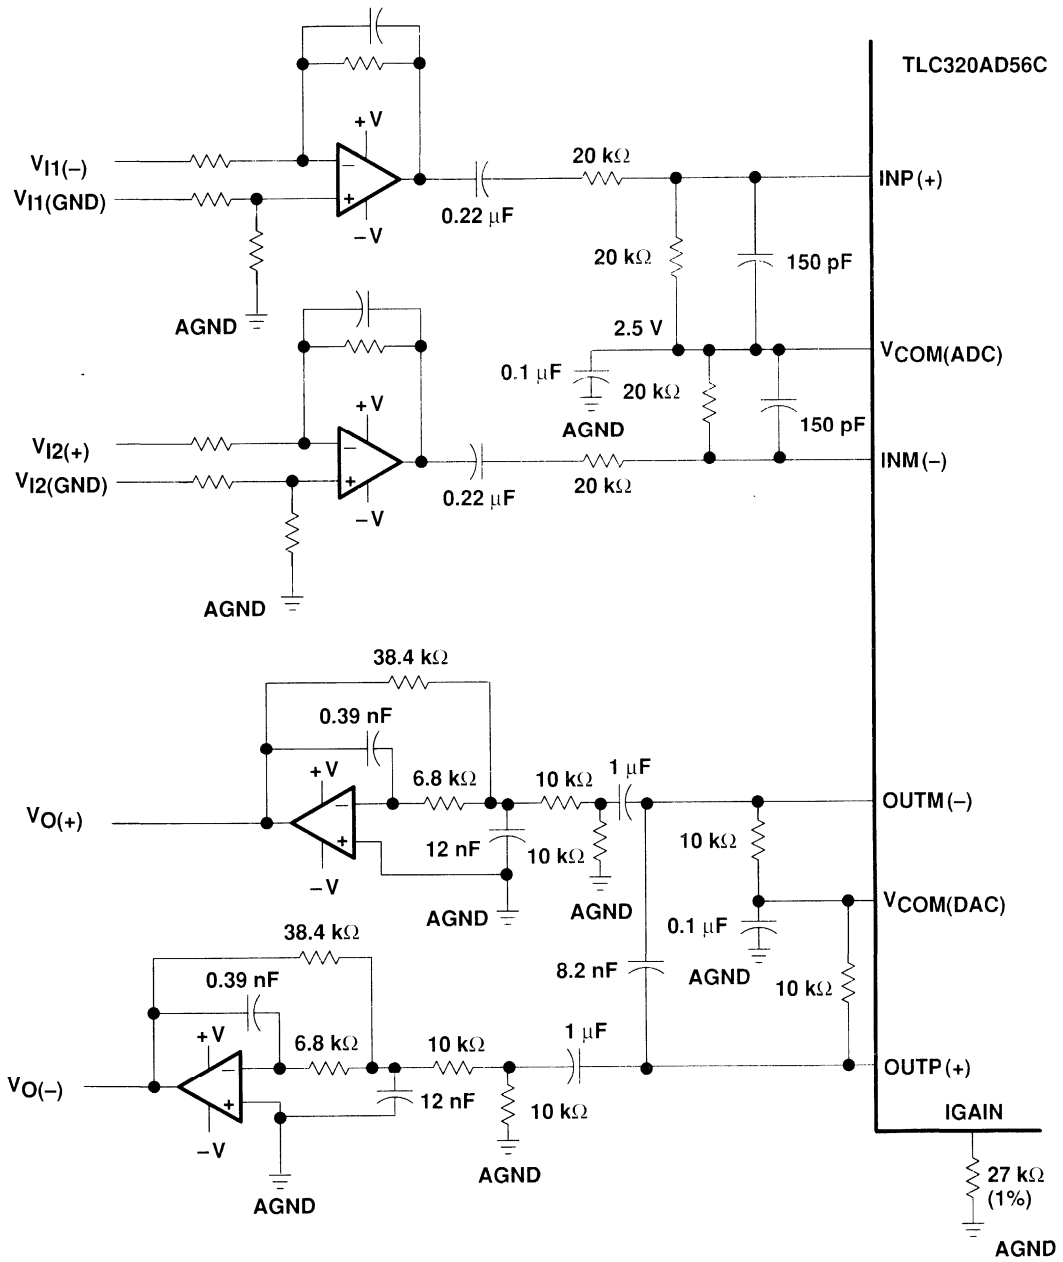 TLC320AD56C
+V
VI1(–)
20 kΩ
INP(+)
VI1(GND)
0.22 μF
–V
20 kΩ
150 pF
AGND
2.5 V
VCOM(ADC)
0.1 μF
20 kΩ
+V
AGND
150 pF
VI2(+)
INM(–)
VI2(GND)
0.22 μF
20 kΩ
–V
AGND
38.4 kΩ
0.39 nF
+V
6.8 kΩ
10 kΩ
1 μF
OUTM(–)
VO(+)
12 nF
10 kΩ
10 kΩ
–V
AGND
AGND
VCOM(DAC)
0.1 μF
38.4 kΩ
AGND
0.39 nF
8.2 nF
10 kΩ
+V
6.8 kΩ
10 kΩ
1 μF
OUTP(+)
VO(–)
12 nF
10 kΩ
IGAIN
–V
AGND
27 kΩ
(1%)
AGND
AGND